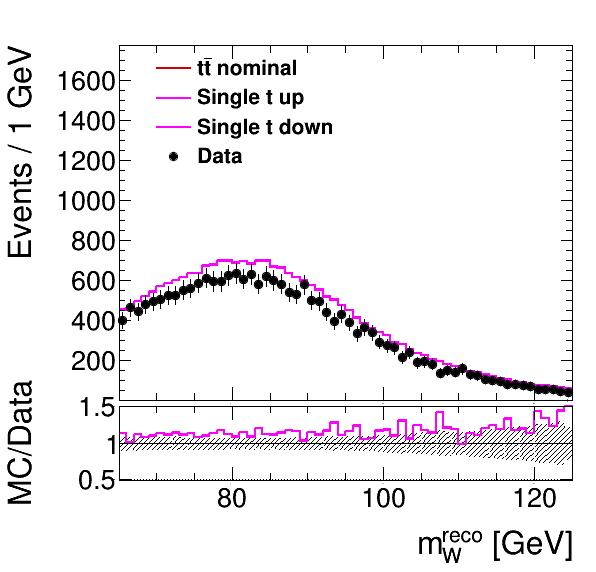 Events / 1 GeV
1600
1400
1200
1000
800
600
400
200
tt̄ nominal
Single t up
Single t down
Data
MC/Data
1.5
1
0.5
80
100
120
m_W^reco [GeV]